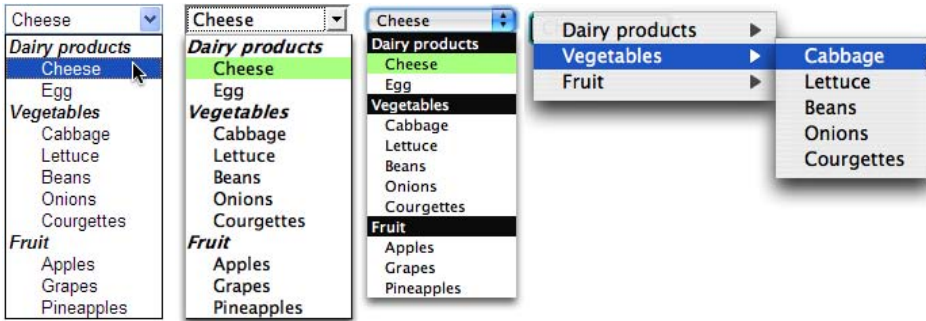 Cheese
Dairy products
Cheese
Egg
Vegetables
Cabbage
Lettuce
Beans
Onions
Courgettes
Fruit
Apples
Grapes
Pineapples
Cheese
Dairy products
Cheese
Egg
Vegetables
Cabbage
Lettuce
Beans
Onions
Courgettes
Fruit
Apples
Grapes
Pineapples
Cheese
Dairy products
Cheese
Egg
Vegetables
Cabbage
Lettuce
Beans
Onions
Courgettes
Fruit
Apples
Grapes
Pineapples
Dairy products
Vegetables
Fruit
Cabbage
Lettuce
Beans
Onions
Courgettes